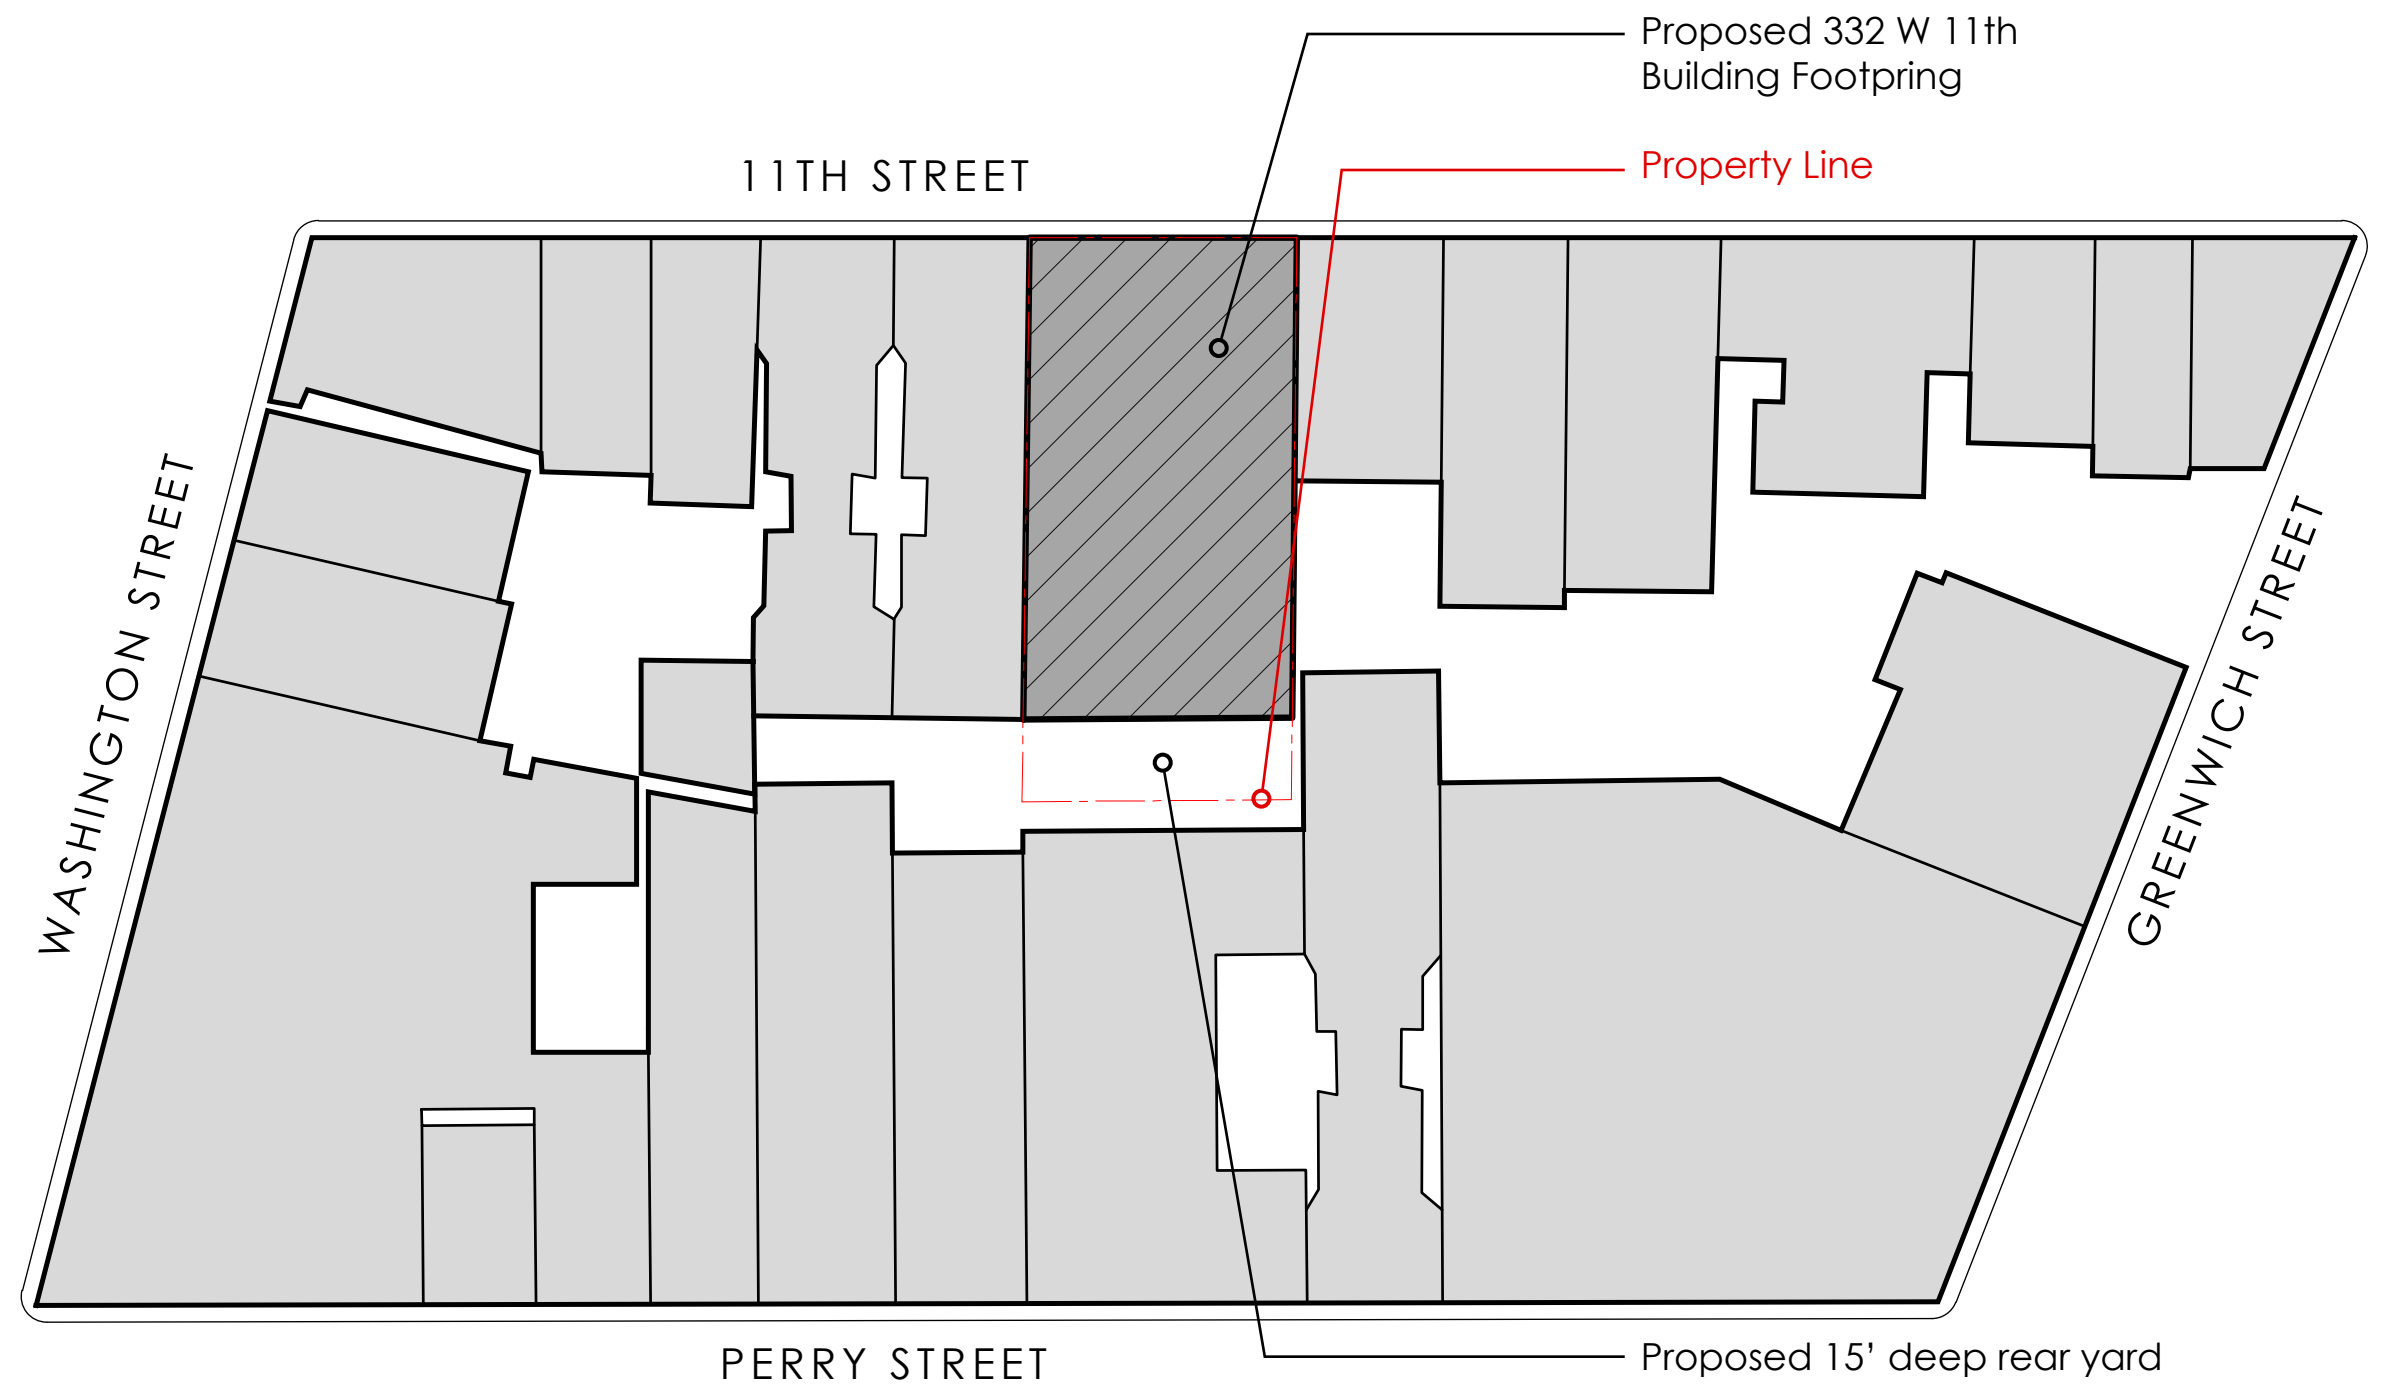 Proposed 332 W 11th
Building Footpring
Property Line
11TH STREET
WASHINGTON STREET
GREENWICH STREET
PERRY STREET
Proposed 15’ deep rear yard